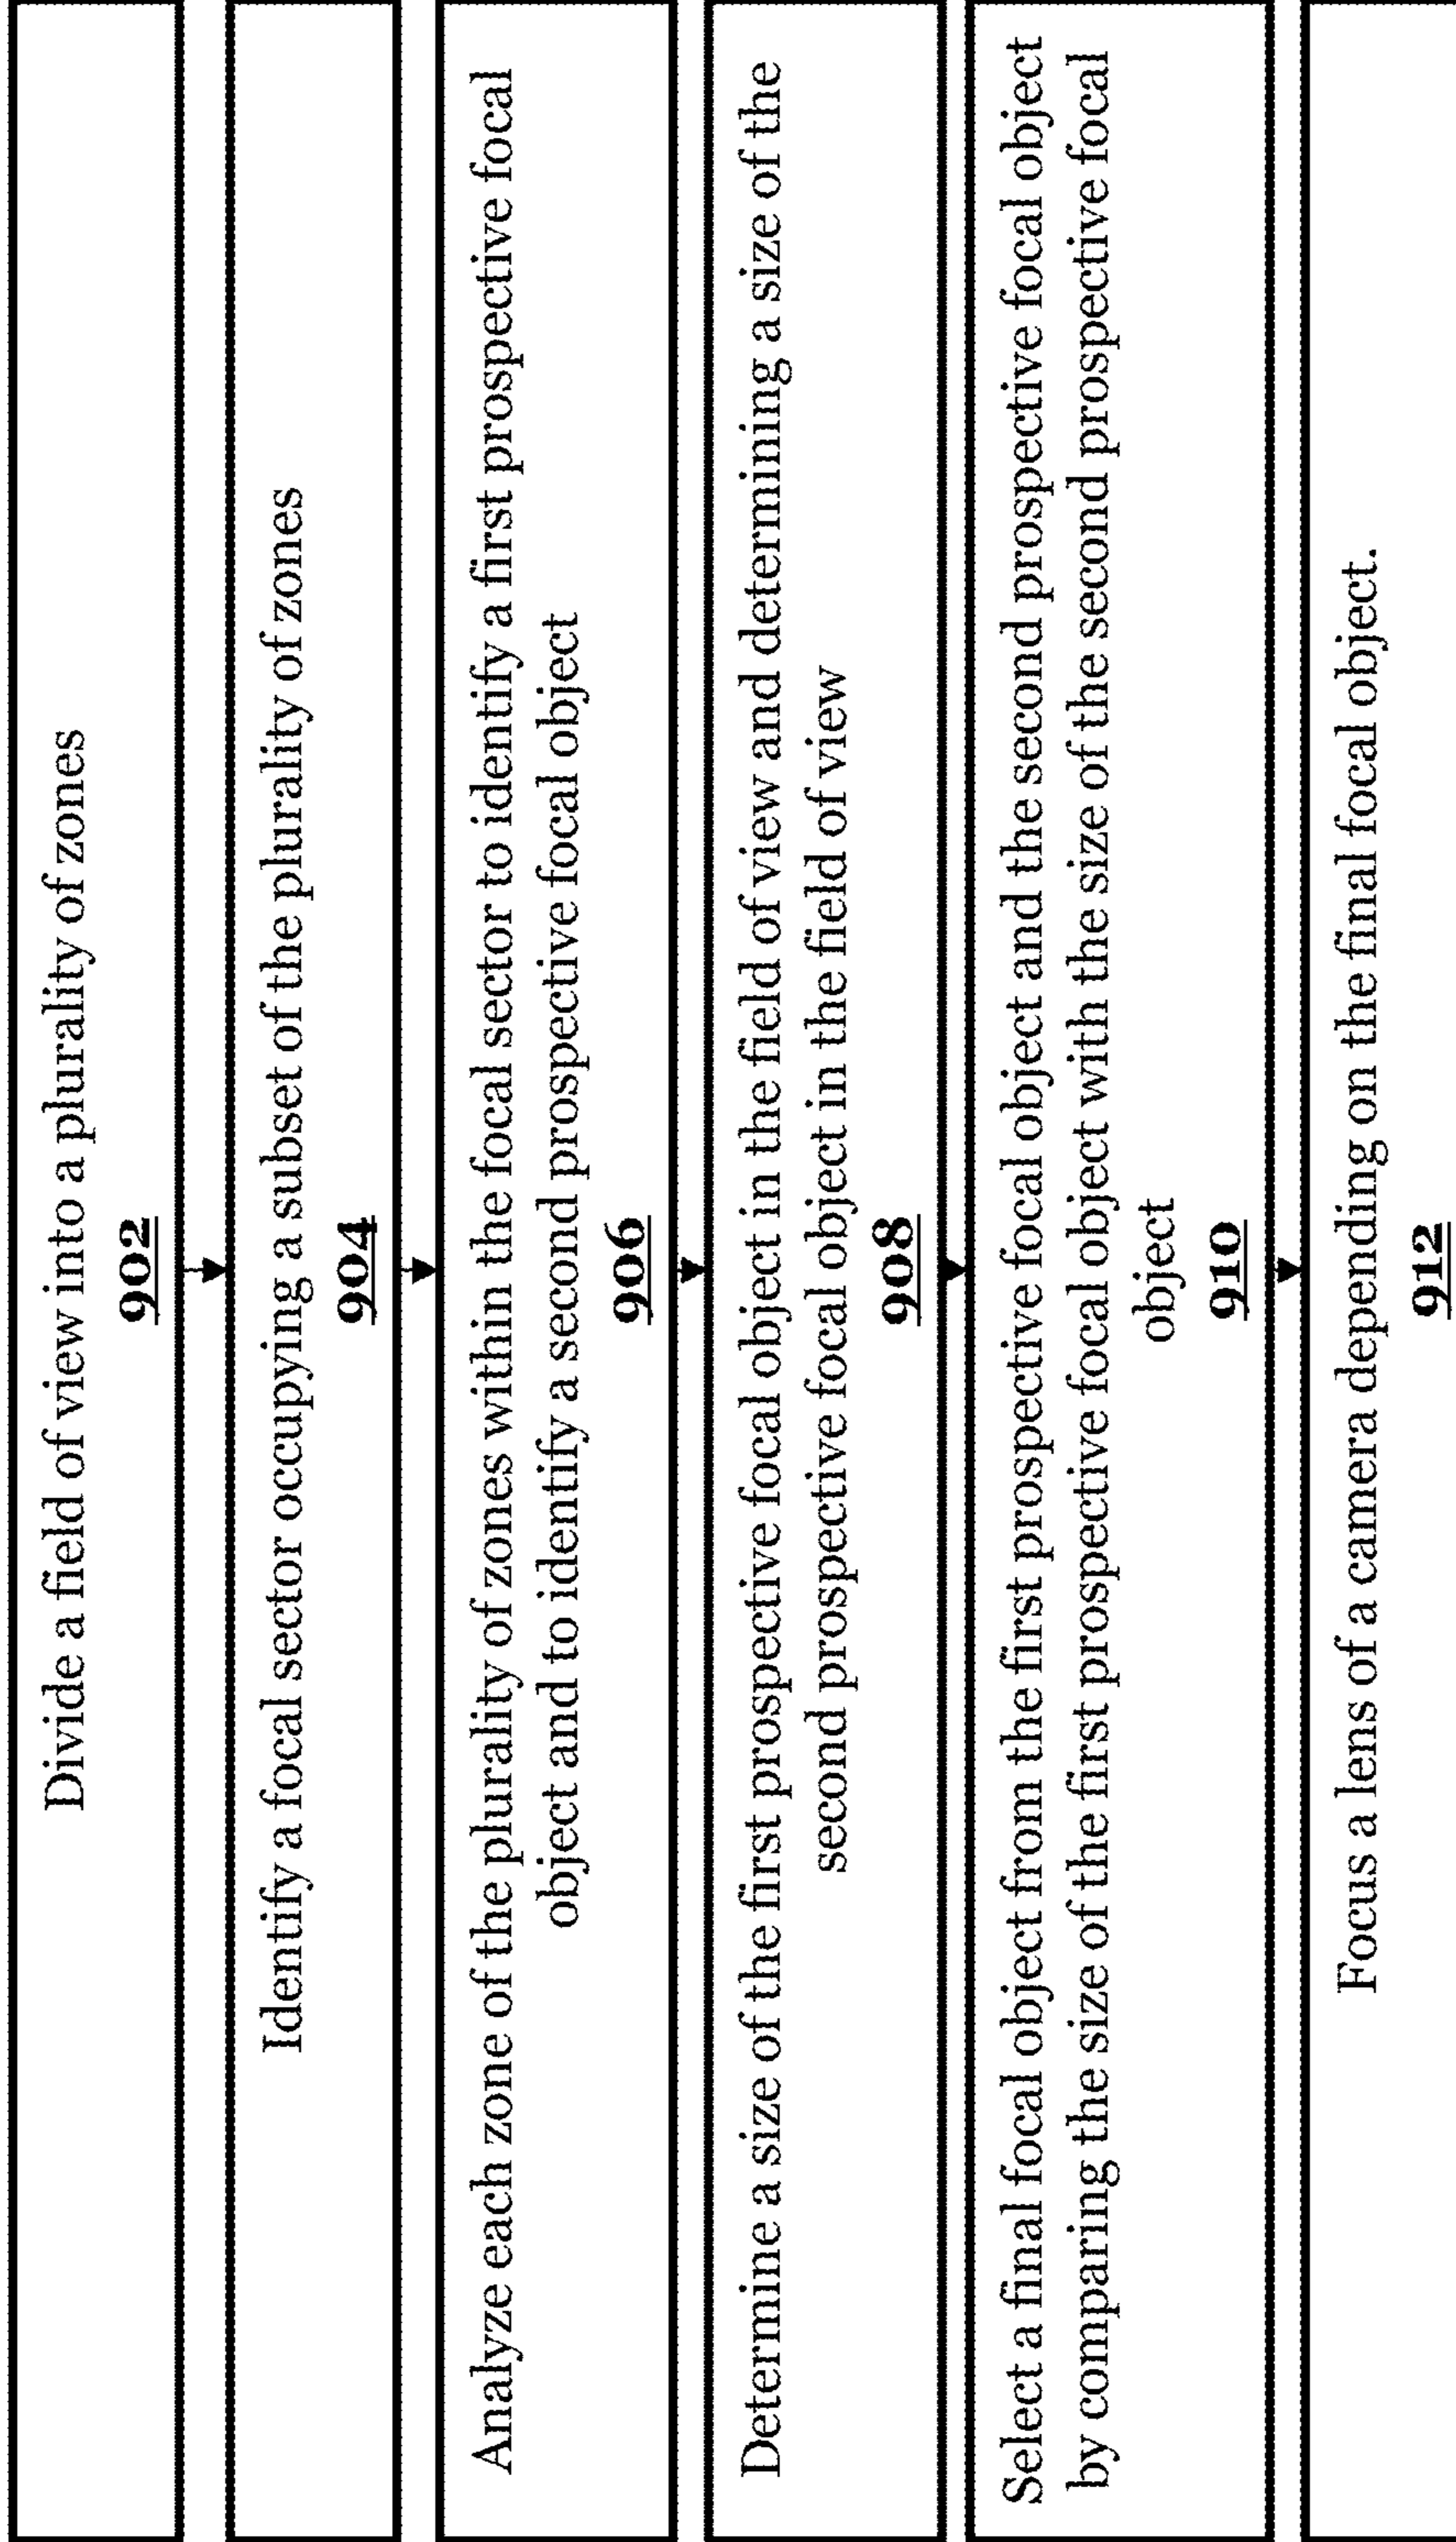 Divide a field of view into a plurality of zones
902
Identify a focal sector occupying a subset of the plurality of zones
904
Analyze each zone of the plurality of zones within the focal sector to identify a first prospective focal
object and to identify a second prospective focal object
906
Determine a size of the first prospective focal object in the field of view and determining a size of the
second prospective focal object in the field of view
908
Select a final focal object from the first prospective focal object and the second prospective focal object
by comparing the size of the first prospective focal object with the size of the second prospective focal
object
910
Focus a lens of a camera depending on the final focal object.
912